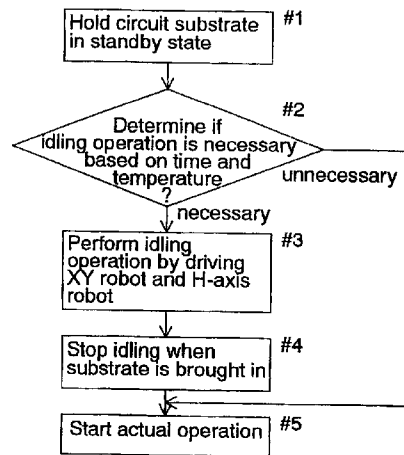 #1
Hold circuit substrate
in standby state
#2
Determine if
idling operation is necessary
based on time and
temperature
?
unnecessary
necessary
#3
Perform idling
operation by driving
XY robot and H-axis
robot
#4
Stop idling when
substrate is brought in
#5
Start actual operation